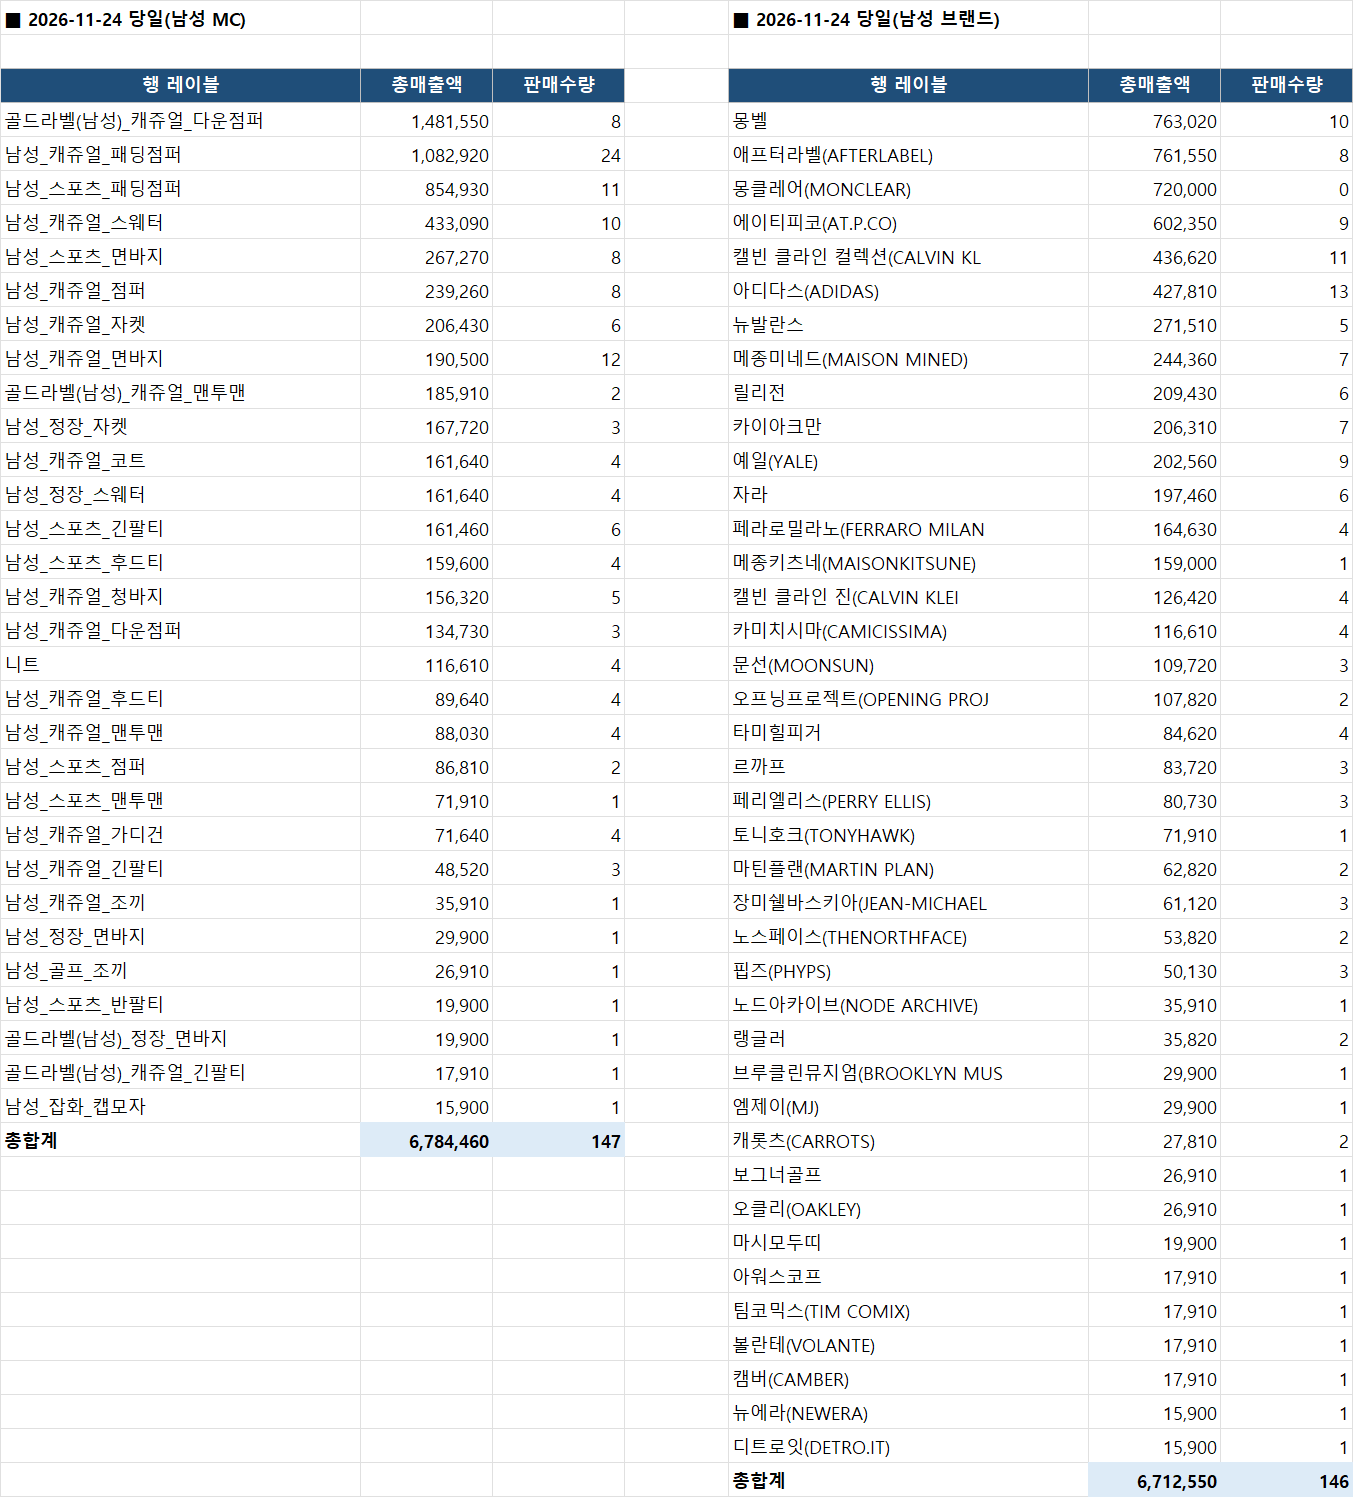 ■ 2026-11-24 당일(남성 MC)
행 레이블 총매출액 판매수량
골드라벨(남성)_캐쥬얼_다운점퍼 1,481,550 8
남성_캐쥬얼_패딩점퍼 1,082,920 24
남성_스포츠_패딩점퍼 854,930 11
남성_캐쥬얼_스웨터 433,090 10
남성_스포츠_면바지 267,270 8
남성_캐쥬얼_점퍼 239,260 8
남성_캐쥬얼_자켓 206,430 6
남성_캐쥬얼_면바지 190,500 12
골드라벨(남성)_캐쥬얼_맨투맨 185,910 2
남성_정장_자켓 167,720 3
남성_캐쥬얼_코트 161,640 4
남성_정장_스웨터 161,640 4
남성_스포츠_긴팔티 161,460 6
남성_스포츠_후드티 159,600 4
남성_캐쥬얼_청바지 156,320 5
남성_캐쥬얼_다운점퍼 134,730 3
니트 116,610 4
남성_캐쥬얼_후드티 89,640 4
남성_캐쥬얼_맨투맨 88,030 4
남성_스포츠_점퍼 86,810 2
남성_스포츠_맨투맨 71,910 1
남성_캐쥬얼_가디건 71,640 4
남성_캐쥬얼_긴팔티 48,520 3
남성_캐쥬얼_조끼 35,910 1
남성_정장_면바지 29,900 1
남성_골프_조끼 26,910 1
남성_스포츠_반팔티 19,900 1
골드라벨(남성)_정장_면바지 19,900 1
골드라벨(남성)_캐쥬얼_긴팔티 17,910 1
남성_잡화_캡모자 15,900 1
총합계 6,784,460 147
■ 2026-11-24 당일(남성 브랜드)
행 레이블 총매출액 판매수량
몽벨 763,020 10
애프터라벨(AFTERLABEL) 761,550 8
몽클레어(MONCLEAR) 720,000 0
에이티피코(AT.P.CO) 602,350 9
캘빈 클라인 컬렉션(CALVIN KL 436,620 11
아디다스(ADIDAS) 427,810 13
뉴발란스 271,510 5
메종미네드(MAISON MINED) 244,360 7
릴리전 209,430 6
카이아크만 206,310 7
예일(YALE) 202,560 9
자라 197,460 6
페라로밀라노(FERRARO MILAN 164,630 4
메종키츠네(MAISONKITSUNE) 159,000 1
캘빈 클라인 진(CALVIN KLEI 126,420 4
카미치시마(CAMICISSIMA) 116,610 4
문선(MOONSUN) 109,720 3
오프닝프로젝트(OPENING PROJ 107,820 2
타미힐피거 84,620 4
르까프 83,720 3
페리엘리스(PERRY ELLIS) 80,730 3
토니호크(TONYHAWK) 71,910 1
마틴플랜(MARTIN PLAN) 62,820 2
장미쉘바스키아(JEAN-MICHAEL 61,120 3
노스페이스(THENORTHFACE) 53,820 2
핍즈(PHYPS) 50,130 3
노드아카이브(NODE ARCHIVE) 35,910 1
랭글러 35,820 2
브루클린뮤지엄(BROOKLYN MUS 29,900 1
엠제이(MJ) 29,900 1
캐롯츠(CARROTS) 27,810 2
보그너골프 26,910 1
오클리(OAKLEY) 26,910 1
마시모두띠 19,900 1
아워스코프 17,910 1
팀코믹스(TIM COMIX) 17,910 1
볼란테(VOLANTE) 17,910 1
캠버(CAMBER) 17,910 1
뉴에라(NEWERA) 15,900 1
디트로잇(DETRO.IT) 15,900 1
총합계 6,712,550 146